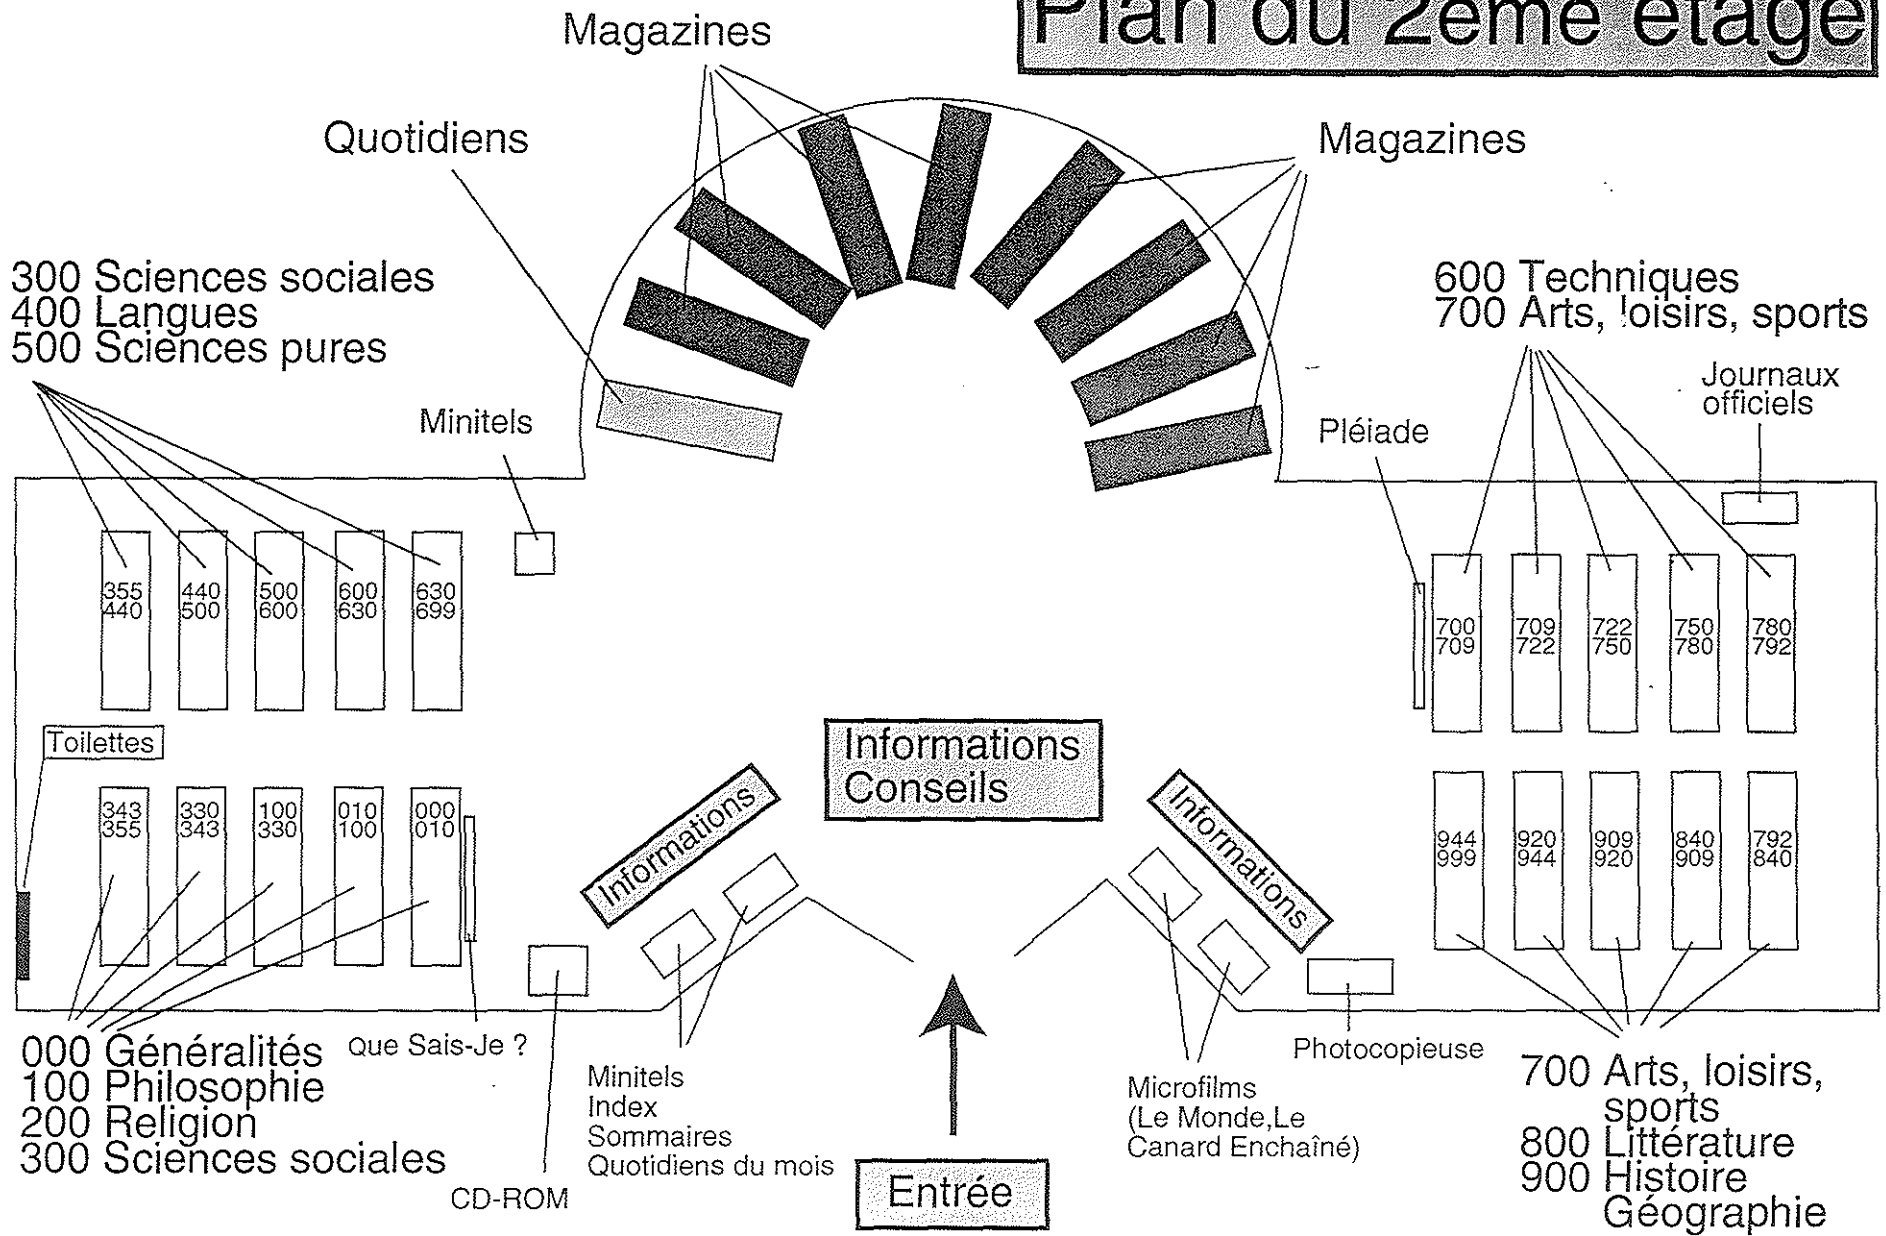 Plan du 2ème étage
Magazines
Quotidiens
Magazines
300 Sciences sociales
400 Langues
500 Sciences pures
600 Techniques
700 Arts, loisirs, sports
Minitels
Pléiade
Journaux
officiels
355
440
440
500
500
600
600
630
630
699
700
709
709
722
722
750
750
780
780
792
Toilettes
Informations
Conseils
Informations
Informations
343
355
330
343
100
330
010
100
000
010
944
999
920
944
909
920
840
909
792
840
000 Généralités
100 Philosophie
200 Religion
300 Sciences sociales
Que Sais-Je ?
CD-ROM
Minitels
Index
Sommaires
Quotidiens du mois
Entrée
Microfilms
(Le Monde,Le
Canard Enchaîné)
Photocopieuse
700 Arts, loisirs,
sports
800 Littérature
900 Histoire
Géographie